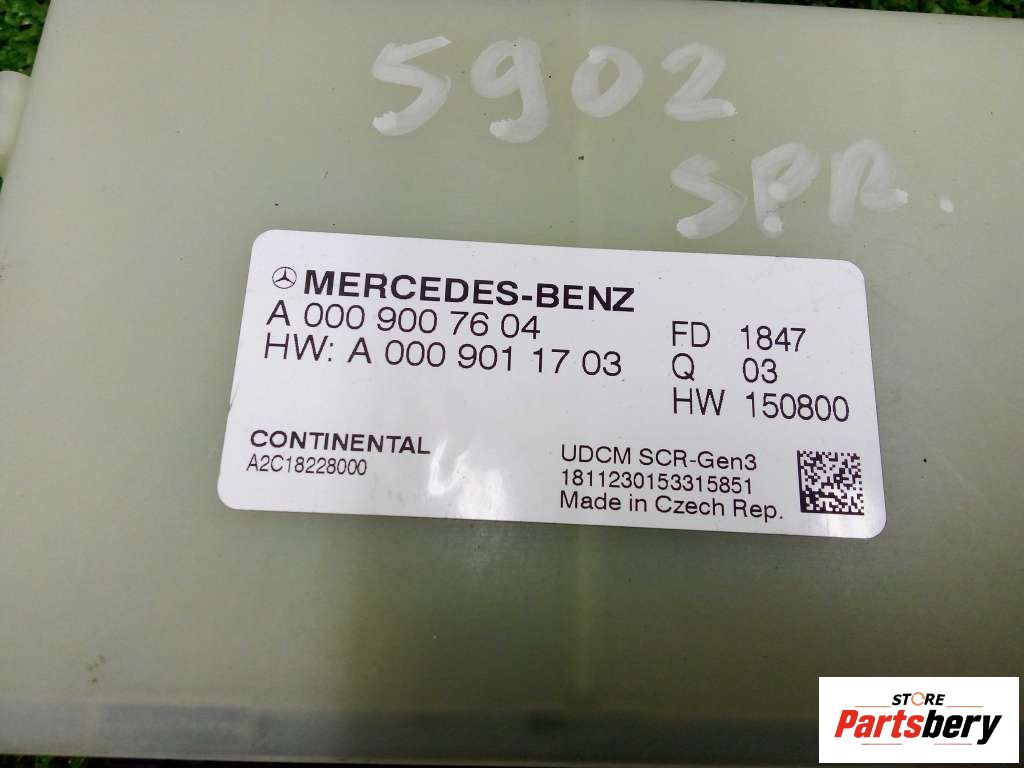 5902
SPR.
MERCEDES-BENZ
A 000 900 76 04
HW: A 000 901 17 03
FD 1847
Q 03
HW 150800
CONTINENTAL
A2C18228000
UDCM SCR-Gen3
1811230153315851
Made in Czech Rep.
STORE
Partsbery